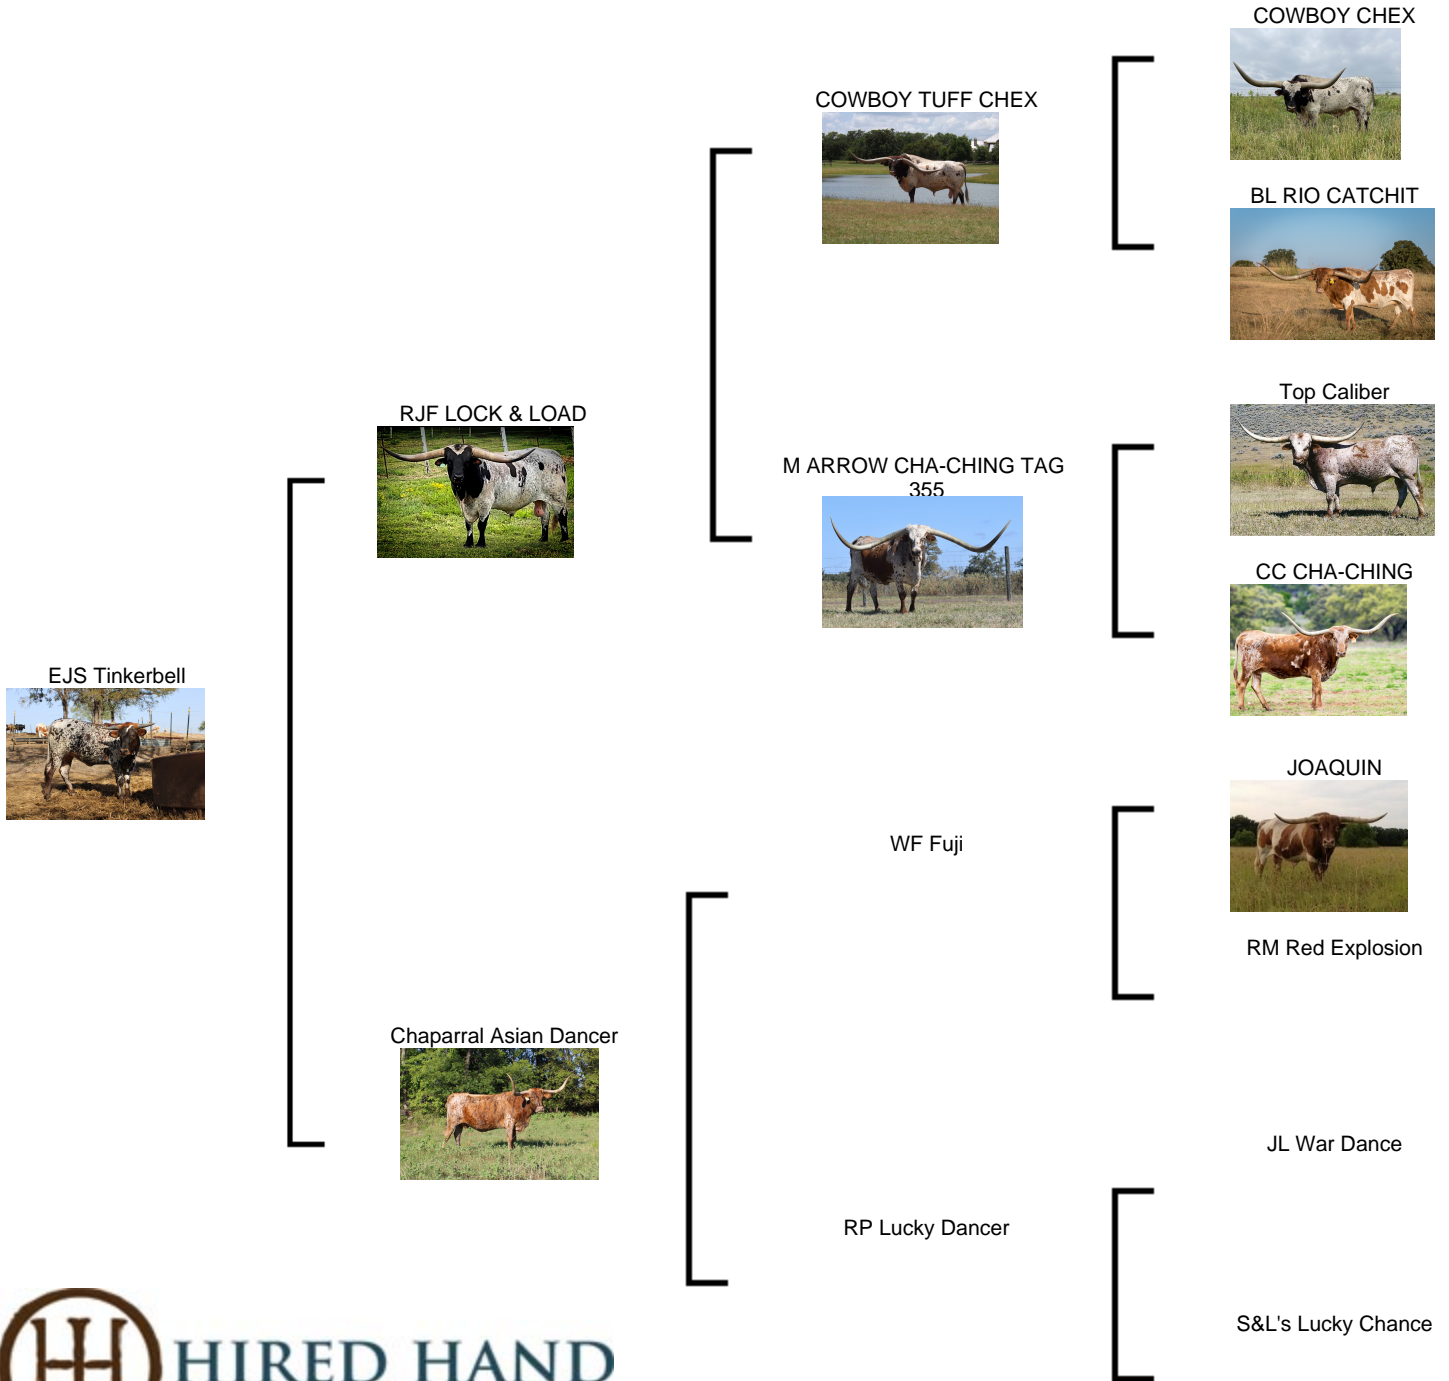 COWBOY CHEX
COWBOY TUFF CHEX
BL RIO CATCHIT
Top Caliber
RJF LOCK & LOAD
M ARROW CHA-CHING TAG
355
CC CHA-CHING
EJS Tinkerbell
JOAQUIN
WF Fuji
RM Red Explosion
Chaparral Asian Dancer
JL War Dance
RP Lucky Dancer
S&L's Lucky Chance
HIRED HAND